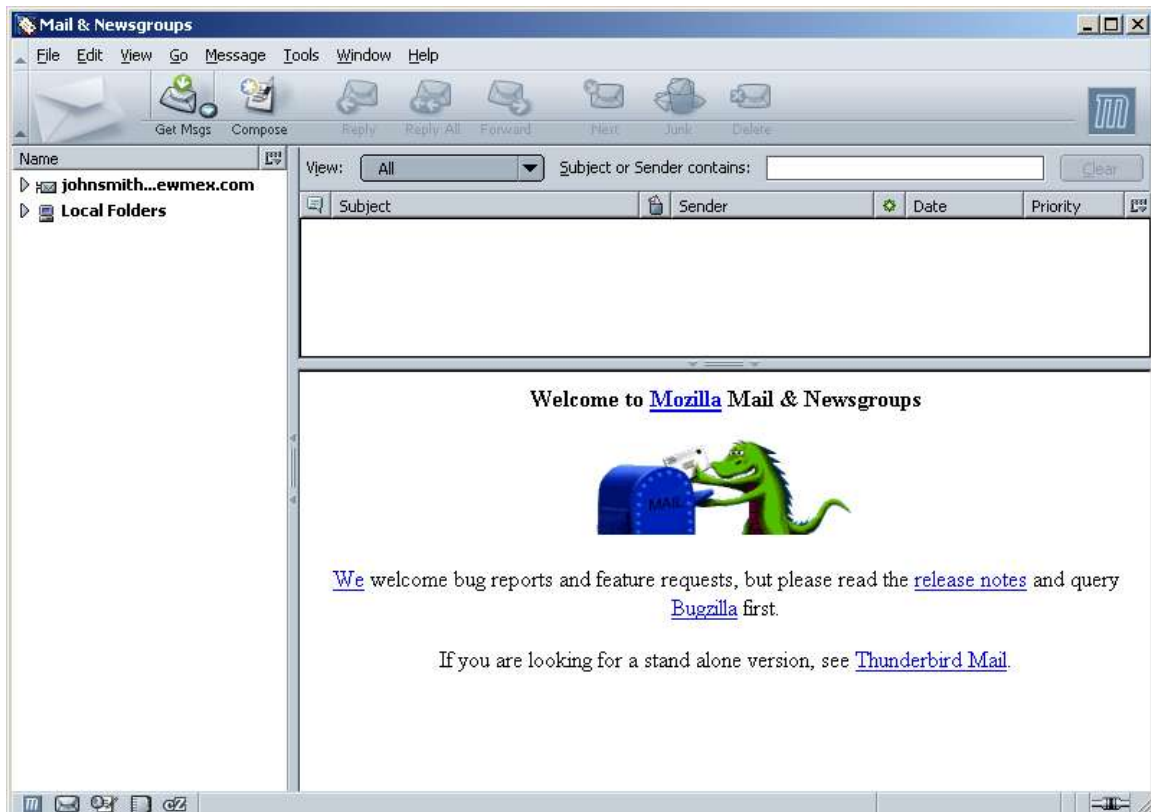 Mail & Newsgroups
File Edit View Go Message Tools Window Help
Get Msgs Compose Reply Reply All Forward Next Junk Delete
Name
View: All Subject or Sender contains: Clear
johnsmith...ewmex.com
Local Folders
Subject Sender Date Priority
Welcome to Mozilla Mail & Newsgroups
MAIL
We welcome bug reports and feature requests, but please read the release notes and query
Bugzilla first.
If you are looking for a stand alone version, see Thunderbird Mail.
cZ